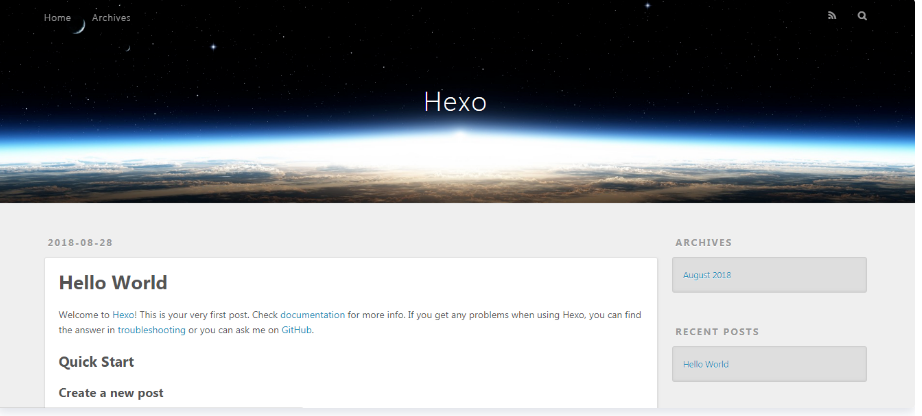 Home Archives
Hexo
2018-08-28
Hello World
Welcome to Hexo! This is your very first post. Check documentation for more info. If you get any problems when using Hexo, you can find
the answer in troubleshooting or you can ask me on GitHub.
Quick Start
Create a new post
ARCHIVES
August 2018
RECENT POSTS
Hello World